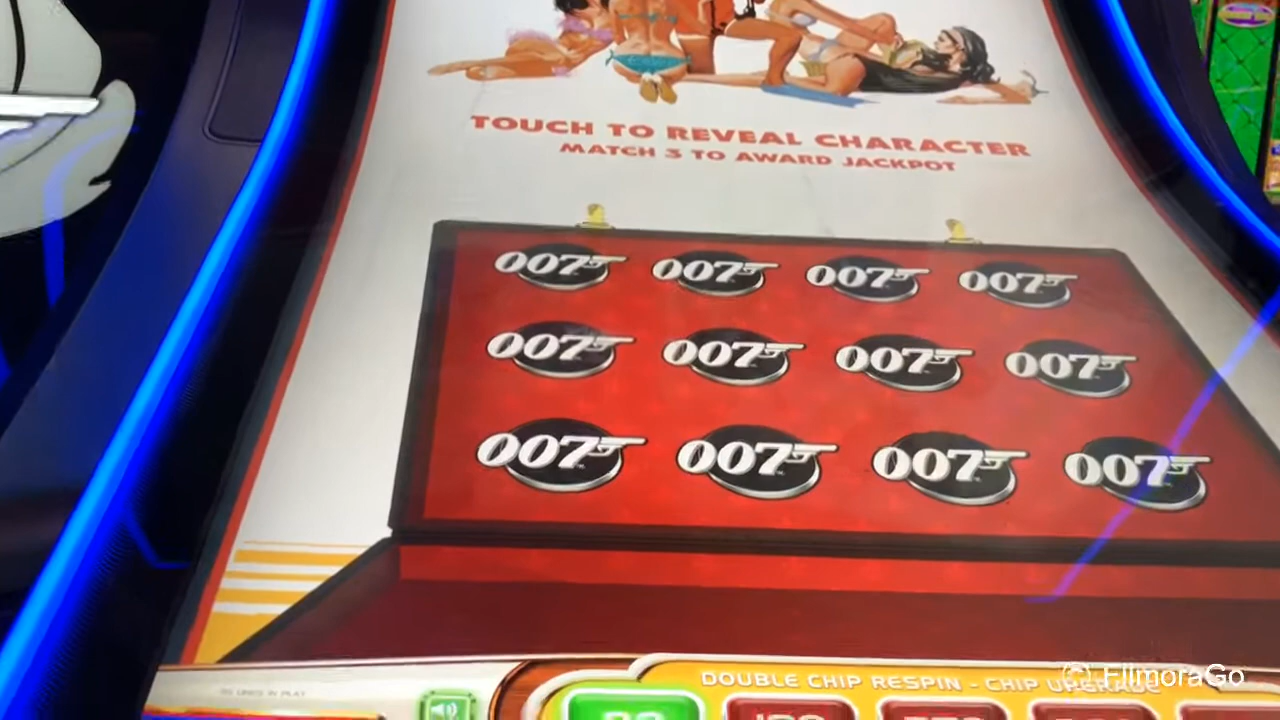 TOUCH TO REVEAL CHARACTER
MATCH 3 TO AWARD JACKPOT
007 007 007 007
007 007 007 007
007 007 007 007
DOUBLE CHIP RESPIN - CHIP UPGRADE
FIlmoraGo